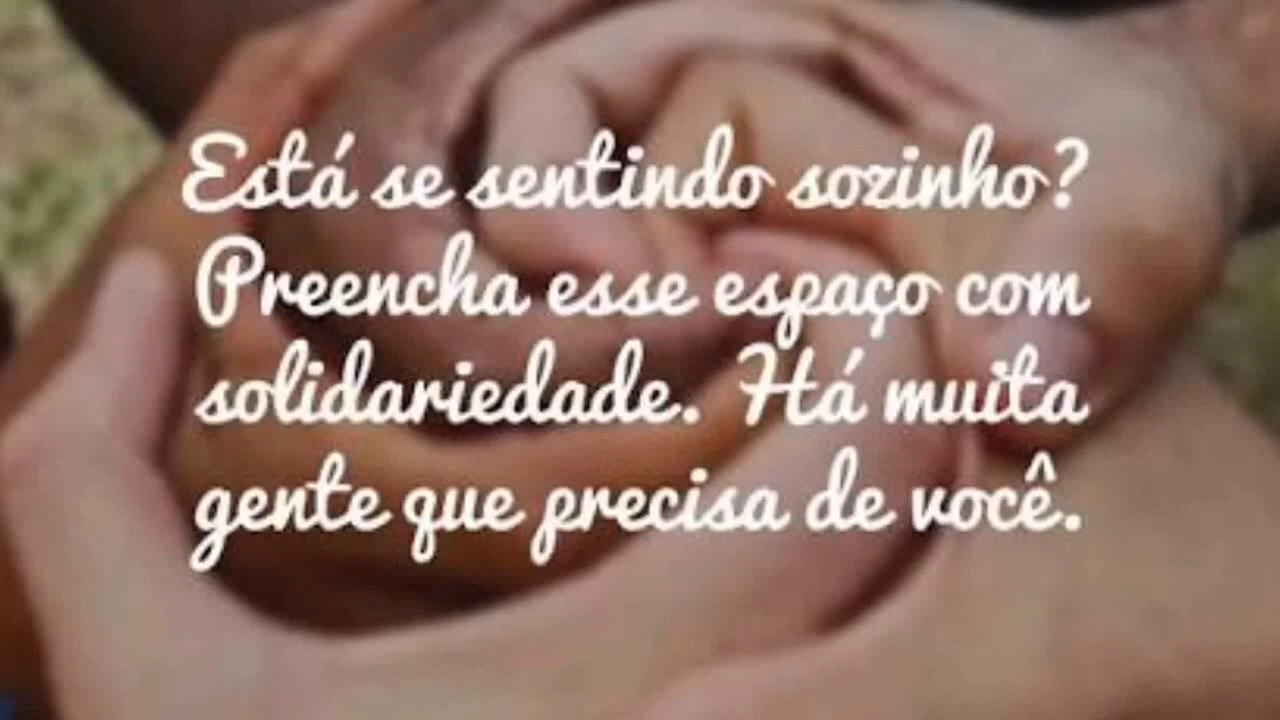 Está se sentindo sozinho?
Preencha esse espaço com
solidariedade. Há muita
gente que precisa de você.